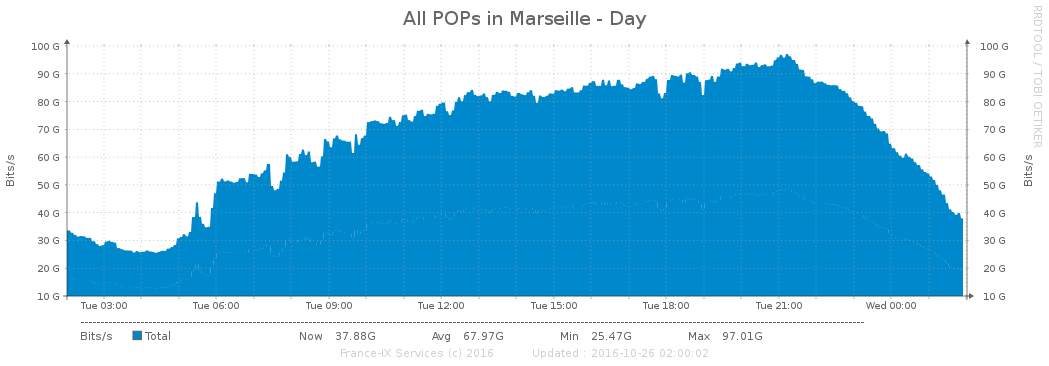 All POPs in Marseille - Day
RRDTOOL / TOBI OETIKER
100 G 100 G
90 G 90 G
80 G 80 G
70 G 70 G
60 G 60 G
50 G 50 G
40 G 40 G
30 G 30 G
20 G 20 G
10 G 10 G
Bits/s
Bits/s
Tue 03:00 Tue 06:00 Tue 09:00 Tue 12:00 Tue 15:00 Tue 18:00 Tue 21:00 Wed 00:00
Bits/s Total Now 37.88G Avg 67.97G Min 25.47G Max 97.01G
France-IX Services (c) 2016 Updated : 2016-10-26 02:00:02